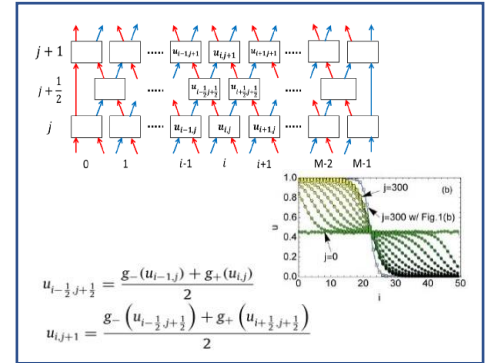 j + 1 ..... u_{i-1,j+1} u_{i,j+1} u_{i+1,j+1} .....
j + 1/2 ..... u_{i-1/2,j+1/2} u_{i+1/2,j+1/2} .....
j ..... u_{i-1,j} u_{i,j} u_{i+1,j} .....
0 1 i-1 i i+1 M-2 M-1
1.0
0.8
0.6
0.4
0.2
0.0
u
j=300 (b)
j=300 w/ Fig.1(b)
j=0
0 10 20 30 40 50
i
u_{i-1/2,j+1/2} = (g_-(u_{i-1,j}) + g_+(u_{i,j}))/2
u_{i,j+1} = (g_-(u_{i-1/2,j+1/2}) + g_+(u_{i+1/2,j+1/2}))/2